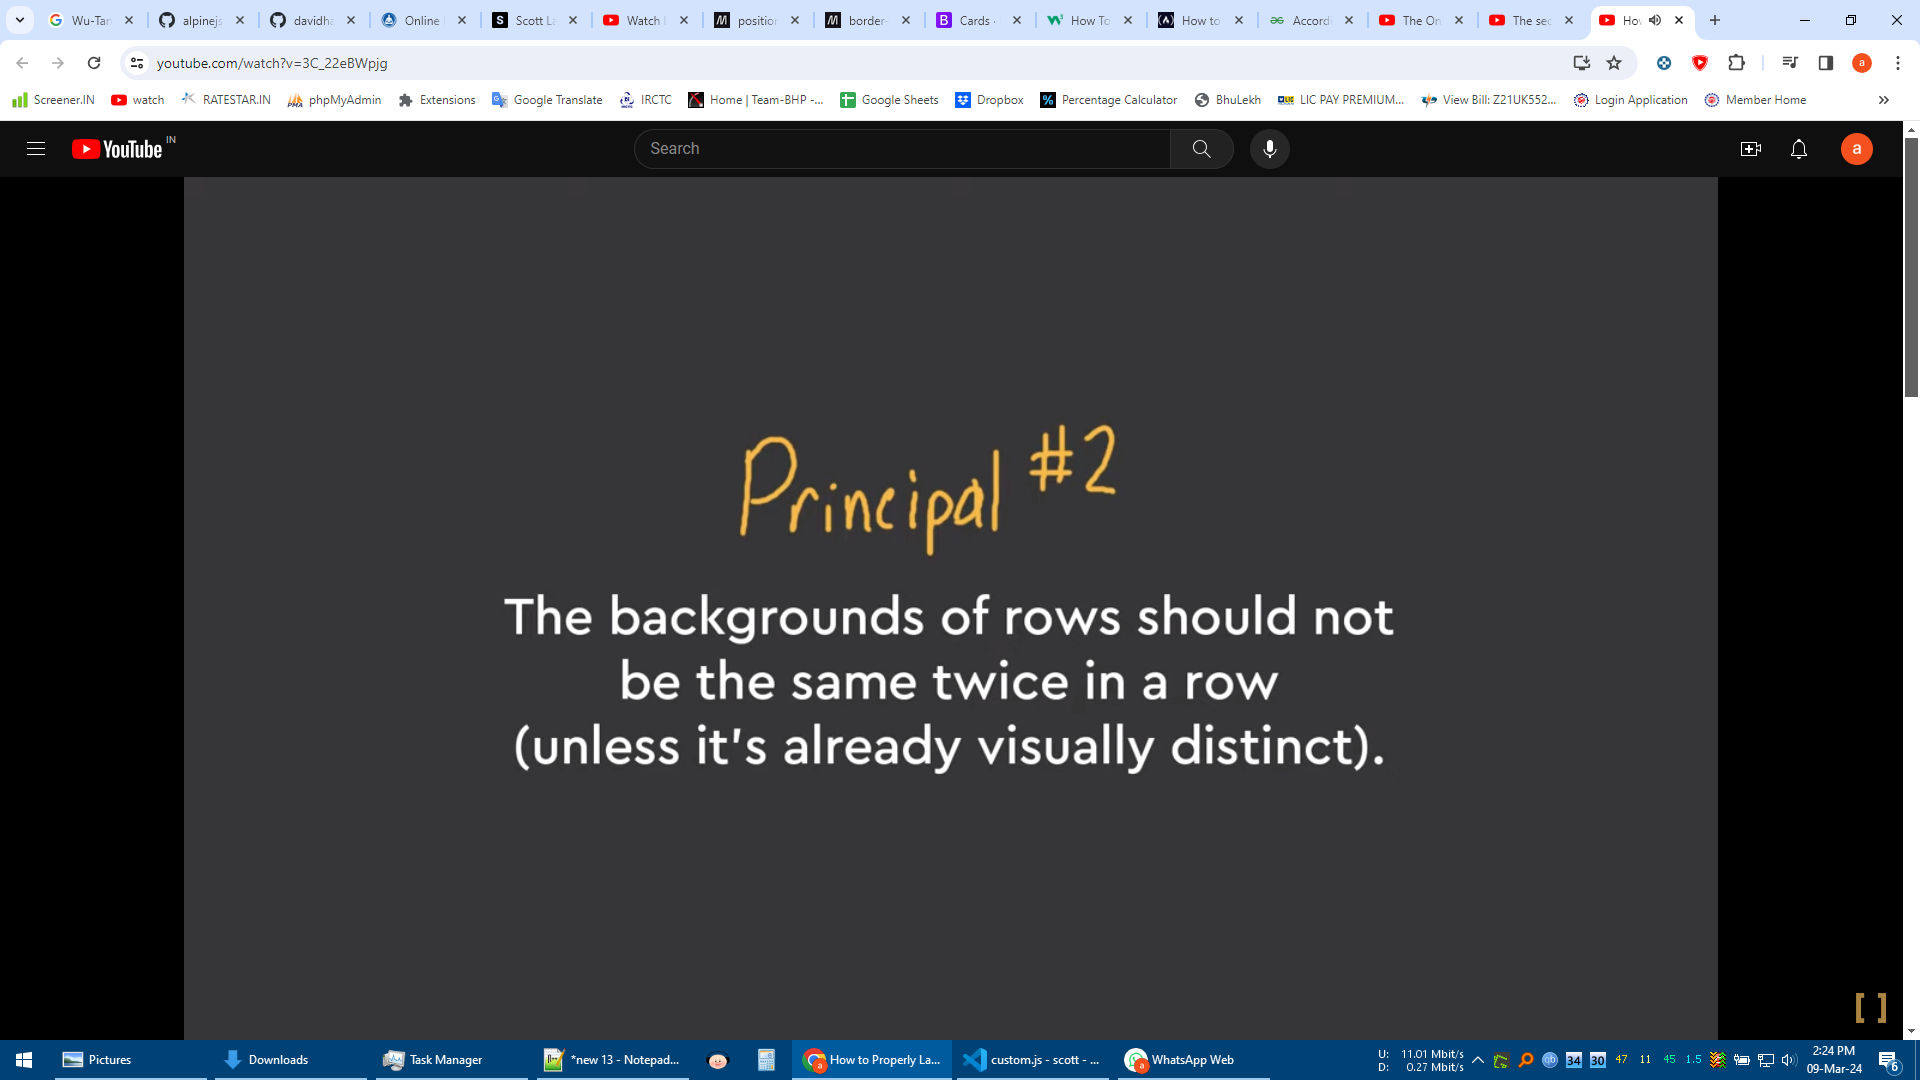 Wu-Tan
alpinejs
davidha
Online
Scott La
Watch
position
border-
Cards
How To
How to
Accordi
The On
The sec
How
youtube.com/watch?v=3C_22eBWpjg
a
Screener.IN
watch
RATESTAR.IN
phpMyAdmin
Extensions
Google Translate
IRCTC
Home | Team-BHP -...
Google Sheets
Dropbox
Percentage Calculator
BhuLekh
LIC PAY PREMIUM...
View Bill: Z21UK552...
Login Application
Member Home
YouTube IN
Search
a
Principal #2
The backgrounds of rows should not
be the same twice in a row
(unless it's already visually distinct).
[ ]
Pictures
Downloads
Task Manager
*new 13 - Notepad...
How to Properly La...
custom.js - scott - ...
WhatsApp Web
U: 11.01 Mbit/s
D: 0.27 Mbit/s
34
30
47
11
45
1.5
2:24 PM
09-Mar-24
6